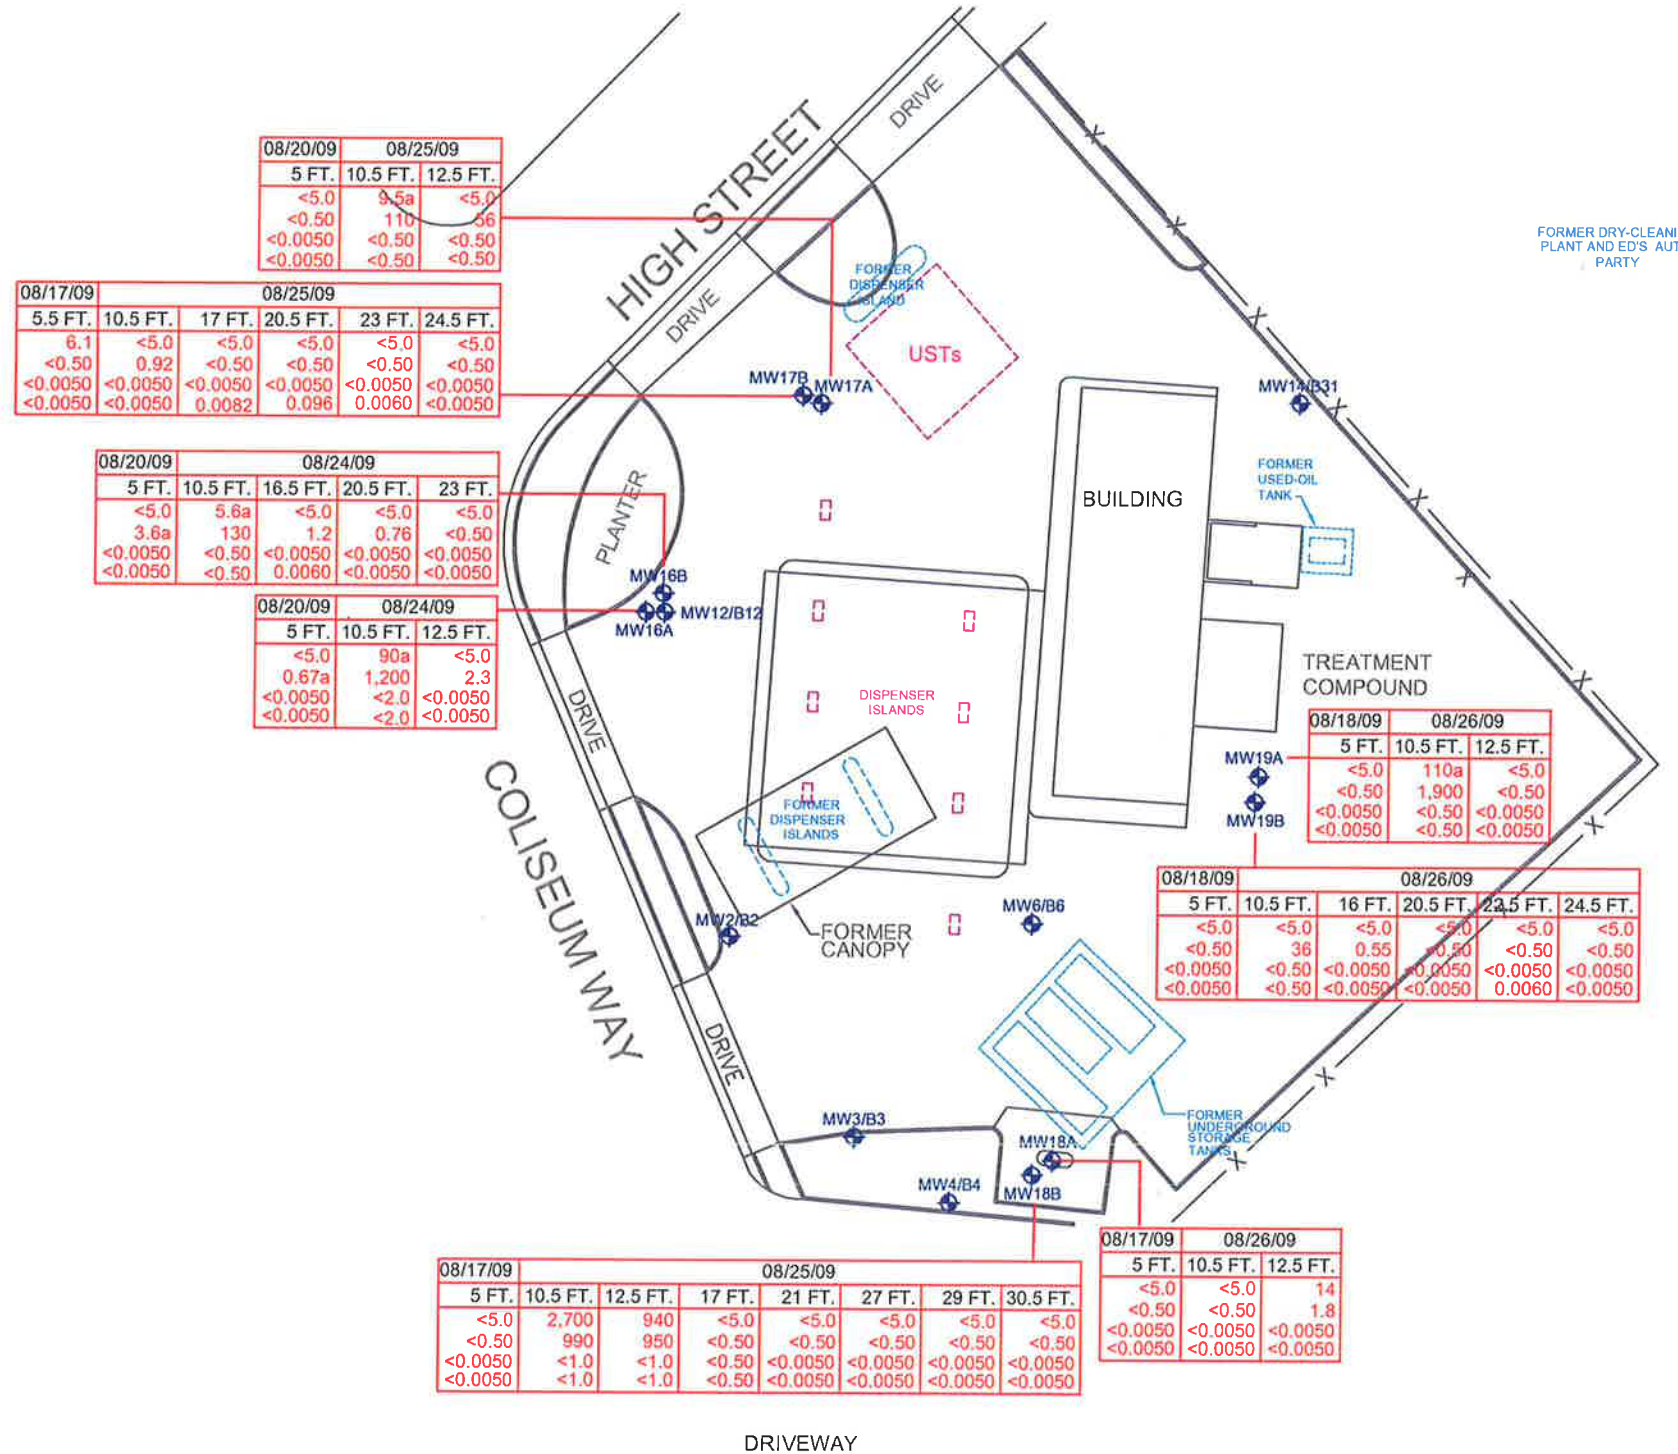 DRIVE
HIGH STREET
08/20/09 08/25/09
5 FT. 10.5 FT. 12.5 FT.
<5.0 9.5a <5.0
<0.50 110 56
<0.0050 <0.50 <0.50
<0.0050 <0.50 <0.50
FORMER DRY-CLEANI
PLANT AND ED'S AUT
PARTY
FORMER
DISPENSER
ISLAND
DRIVE
08/17/09 08/25/09
5.5 FT. 10.5 FT. 17 FT. 20.5 FT. 23 FT. 24.5 FT.
6.1 <5.0 <5.0 <5.0 <5.0 <5.0
<0.50 0.92 <0.50 <0.50 <0.50 <0.50
<0.0050 <0.0050 <0.0050 <0.0050 <0.0050 <0.0050
<0.0050 <0.0050 0.0082 0.096 0.0060 <0.0050
USTs
MW17B
MW17A
MW14/B31
08/20/09 08/24/09
5 FT. 10.5 FT. 16.5 FT. 20.5 FT. 23 FT.
<5.0 5.6a <5.0 <5.0 <5.0
3.6a 130 1.2 0.76 <0.50
<0.0050 <0.50 <0.0050 <0.0050 <0.0050
<0.0050 <0.50 0.0060 <0.0050 <0.0050
PLANTER
BUILDING
FORMER
USED-OIL
TANK
MW16B
MW12/B12
MW16A
08/20/09 08/24/09
5 FT. 10.5 FT. 12.5 FT.
<5.0 90a <5.0
0.67a 1,200 2.3
<0.0050 <2.0 <0.0050
<0.0050 <2.0 <0.0050
DRIVE
DISPENSER
ISLANDS
TREATMENT
COMPOUND
08/18/09 08/26/09
5 FT. 10.5 FT. 12.5 FT.
<5.0 110a <5.0
<0.50 1,900 <0.50
<0.0050 <0.50 <0.0050
<0.0050 <0.50 <0.0050
MW19A
MW19B
FORMER
DISPENSER
ISLANDS
COLISEUM WAY
08/18/09 08/26/09
5 FT. 10.5 FT. 16 FT. 20.5 FT. 22.5 FT. 24.5 FT.
<5.0 <5.0 <5.0 <5.0 <5.0 <5.0
<0.50 36 0.55 <0.50 <0.50 <0.50
<0.0050 <0.50 <0.0050 <0.0050 <0.0050 <0.0050
<0.0050 <0.50 <0.0050 <0.0050 0.0060 <0.0050
MW2/B2
FORMER
CANOPY
MW6/B6
DRIVE
FORMER
UNDERGROUND
STORAGE
TANKS
MW3/B3
MW18A
MW4/B4
MW18B
08/17/09 08/26/09
5 FT. 10.5 FT. 12.5 FT.
<5.0 <5.0 14
<0.50 <0.50 1.8
<0.0050 <0.0050 <0.0050
<0.0050 <0.0050 <0.0050
08/17/09 08/25/09
5 FT. 10.5 FT. 12.5 FT. 17 FT. 21 FT. 27 FT. 29 FT. 30.5 FT.
<5.0 2,700 940 <5.0 <5.0 <5.0 <5.0 <5.0
<0.50 990 950 <0.50 <0.50 <0.50 <0.50 <0.50
<0.0050 <1.0 <1.0 <0.50 <0.0050 <0.0050 <0.0050 <0.0050
<0.0050 <1.0 <1.0 <0.50 <0.0050 <0.0050 <0.0050 <0.0050
DRIVEWAY